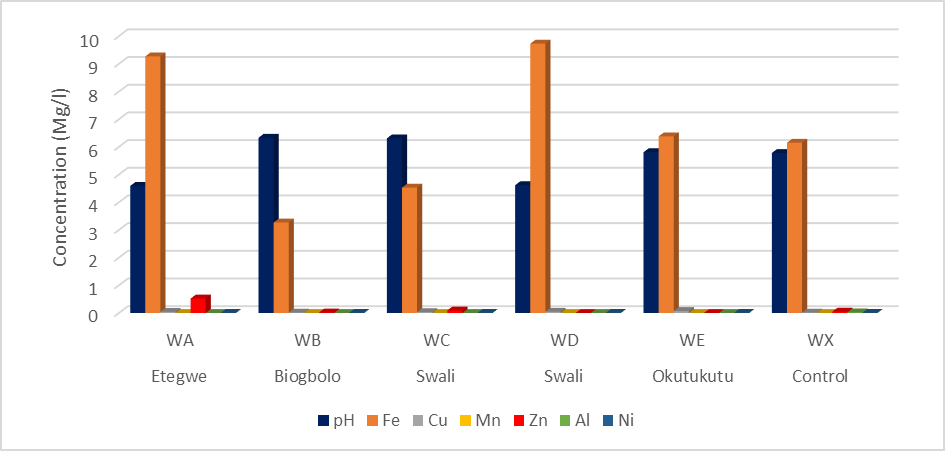 Concentration (Mg/l)
10
9
8
7
6
5
4
3
2
1
0
WA WB WC WD WE WX
Etegwe Biogbolo Swali Swali Okutukutu Control
pH Fe Cu Mn Zn Al Ni